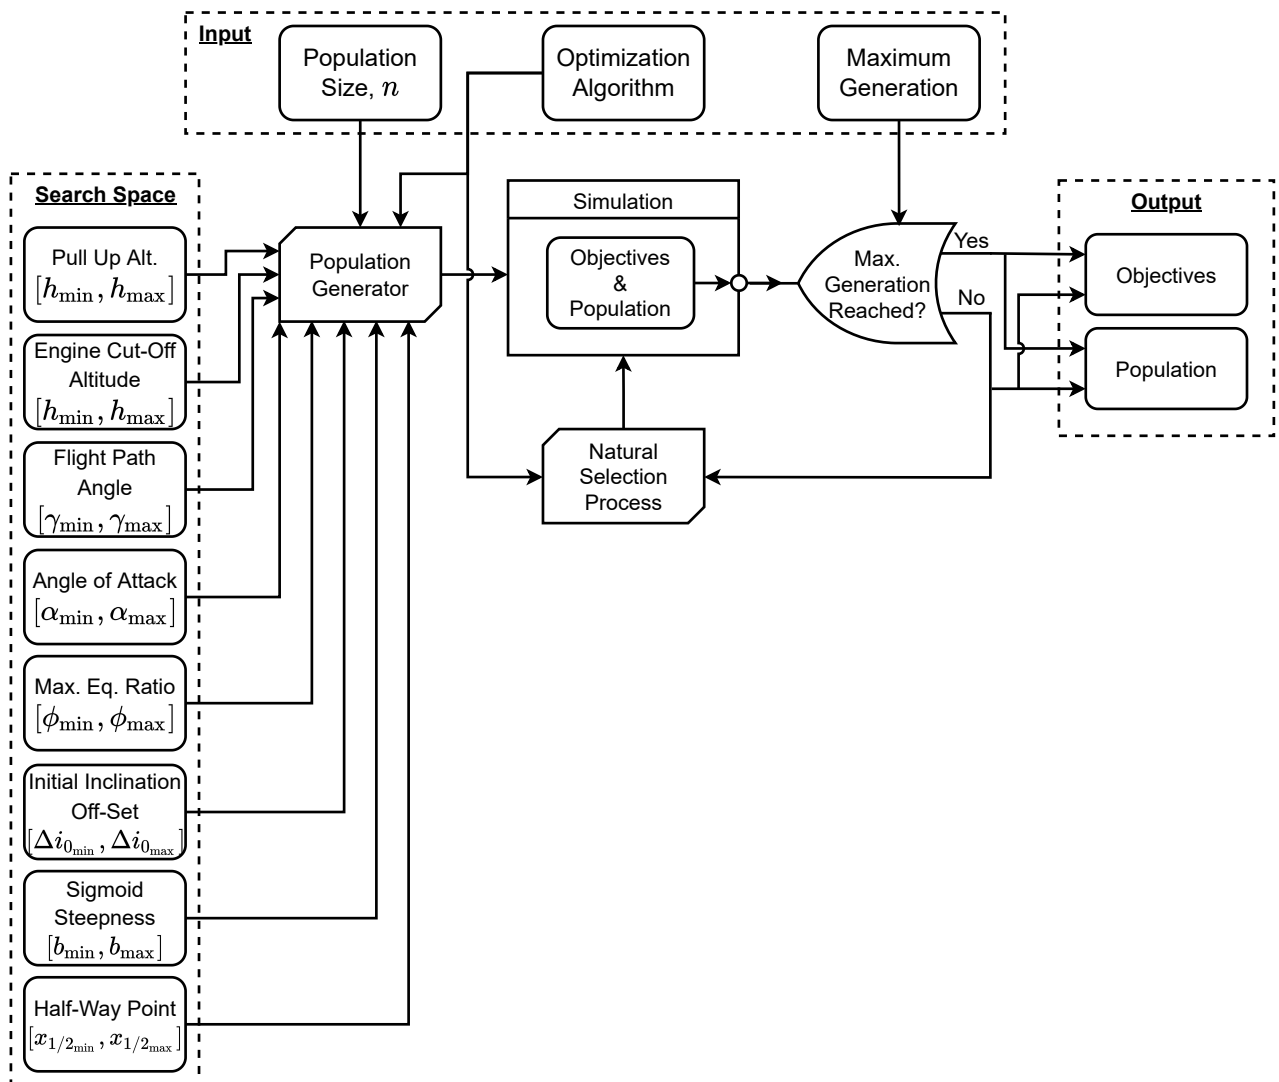 Input
Population
Size, n
Optimization
Algorithm
Maximum
Generation
Search Space
Pull Up Alt.
[h_min, h_max]
Engine Cut-Off
Altitude
[h_min, h_max]
Flight Path
Angle
[γ_min, γ_max]
Angle of Attack
[α_min, α_max]
Max. Eq. Ratio
[ϕ_min, ϕ_max]
Initial Inclination
Off-Set
[Δi_0_min, Δi_0_max]
Sigmoid
Steepness
[b_min, b_max]
Half-Way Point
[x_1/2_min, x_1/2_max]
Population
Generator
Simulation
Objectives
&
Population
Natural
Selection
Process
Max.
Generation
Reached?
Yes
No
Output
Objectives
Population